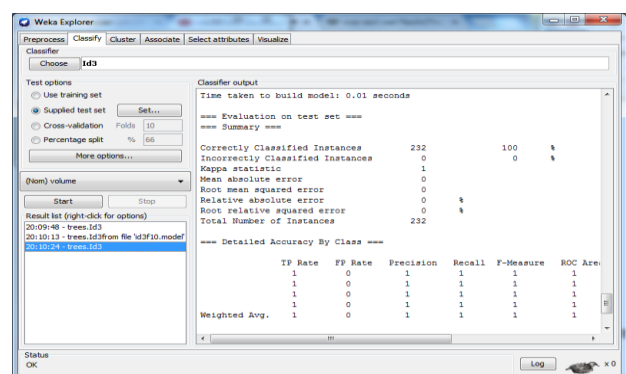 Weka Explorer
Preprocess Classify Cluster Associate Select attributes Visualize
Classifier
Choose Id3
Test options
Use training set
Supplied test set Set...
Cross-validation Folds 10
Percentage split % 66
More options...
(Nom) volume
Start Stop
Result list (right-click for options)
20:09:48 - trees.Id3
20:10:13 - trees.Id3from file 'id3F10.model'
20:10:24 - trees.Id3
Classifier output
Time taken to build model: 0.01 seconds
=== Evaluation on test set ===
=== Summary ===
Correctly Classified Instances 232 100 %
Incorrectly Classified Instances 0 0 %
Kappa statistic 1
Mean absolute error 0
Root mean squared error 0
Relative absolute error 0 %
Root relative squared error 0 %
Total Number of Instances 232
=== Detailed Accuracy By Class ===
TP Rate FP Rate Precision Recall F-Measure ROC Area
1 0 1 1 1 1
1 0 1 1 1 1
1 0 1 1 1 1
1 0 1 1 1 1
Weighted Avg. 1 0 1 1 1 1
Status
OK
Log
x 0